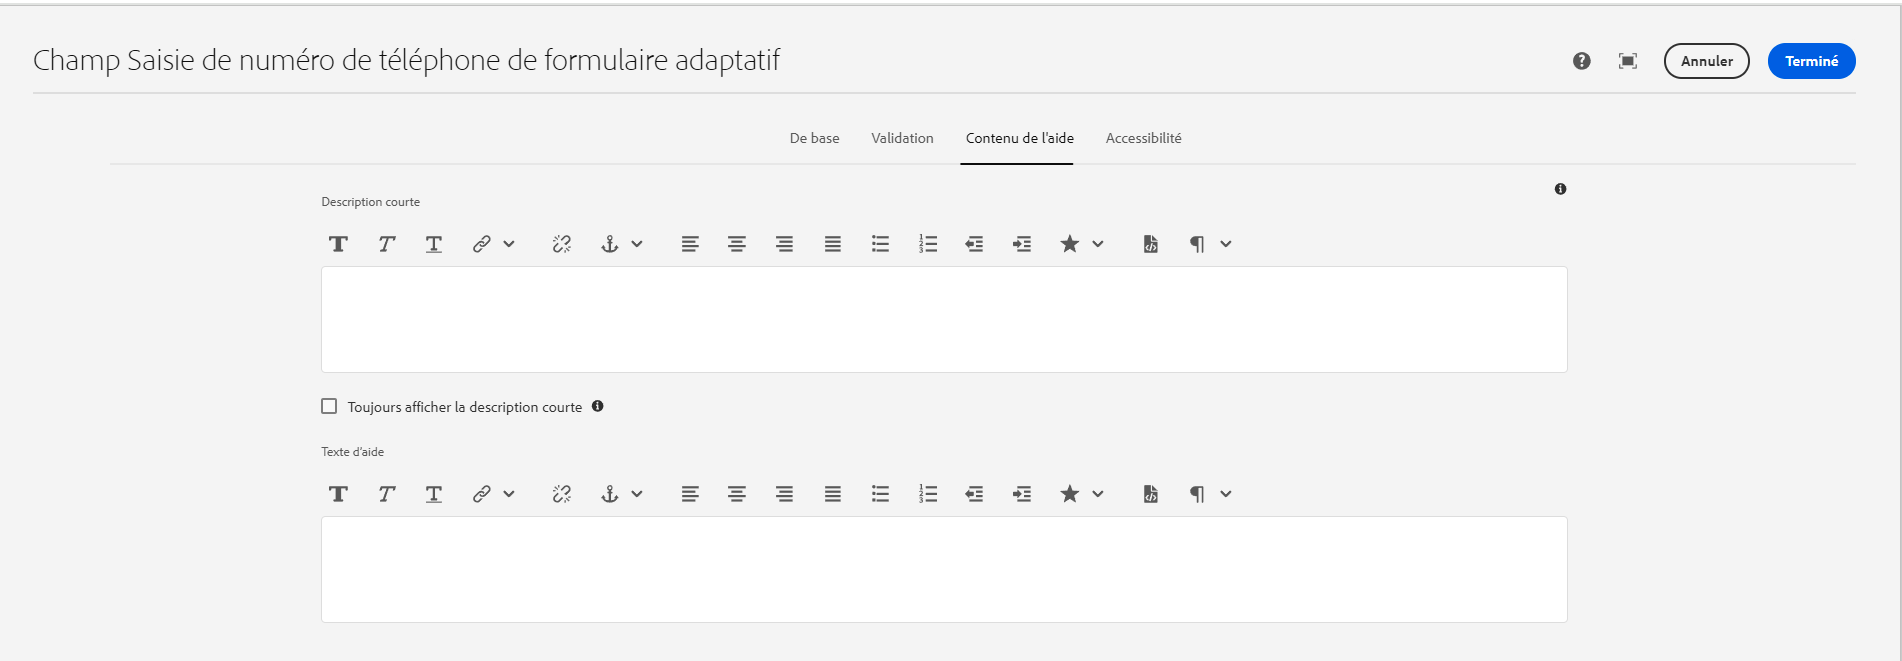 Champ Saisie de numéro de téléphone de formulaire adaptatif
Annuler
Terminé
De base
Validation
Contenu de l'aide
Accessibilité
Description courte
Toujours afficher la description courte
Texte d'aide